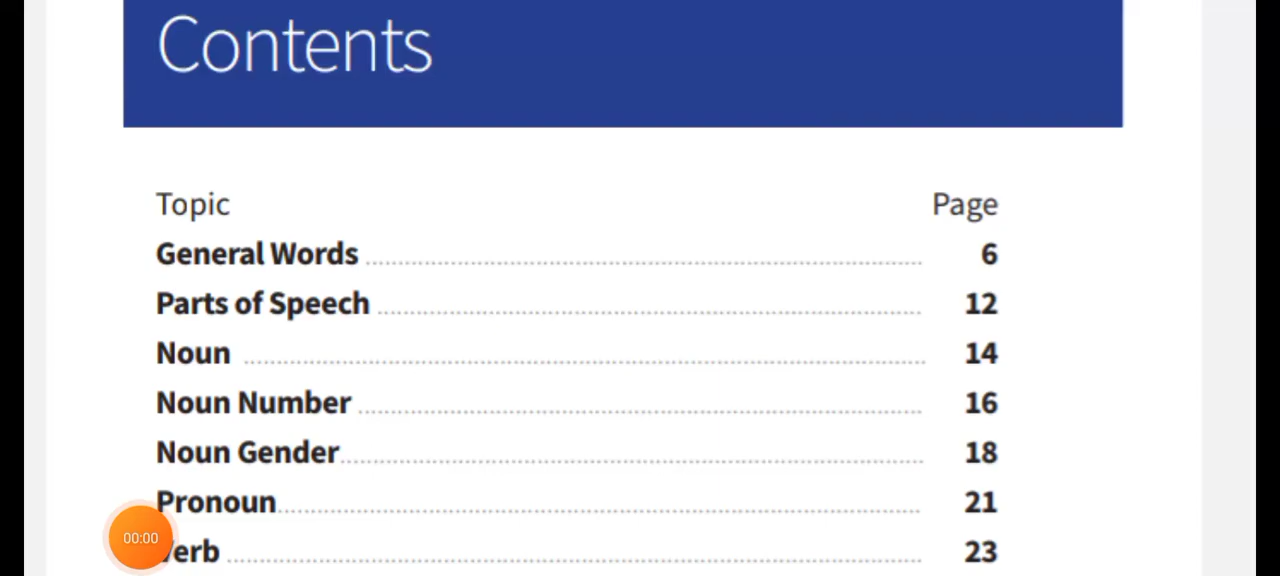 Contents
Topic Page
General Words ........ 6
Parts of Speech ........ 12
Noun ........ 14
Noun Number ........ 16
Noun Gender ........ 18
Pronoun ........ 21
erb ........ 23
00:00